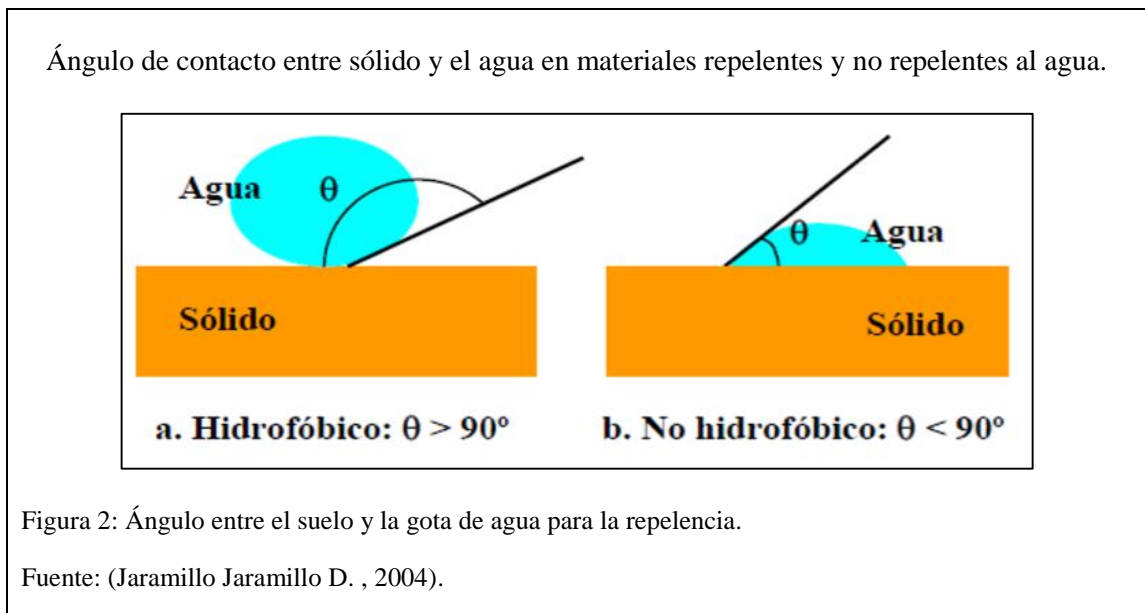 Ángulo de contacto entre sólido y el agua en materiales repelentes y no repelentes al agua.
Agua
θ
Sólido
a. Hidrofóbico: θ > 90º
θ
Agua
Sólido
b. No hidrofóbico: θ < 90º
Figura 2: Ángulo entre el suelo y la gota de agua para la repelencia.
Fuente: (Jaramillo Jaramillo D. , 2004).